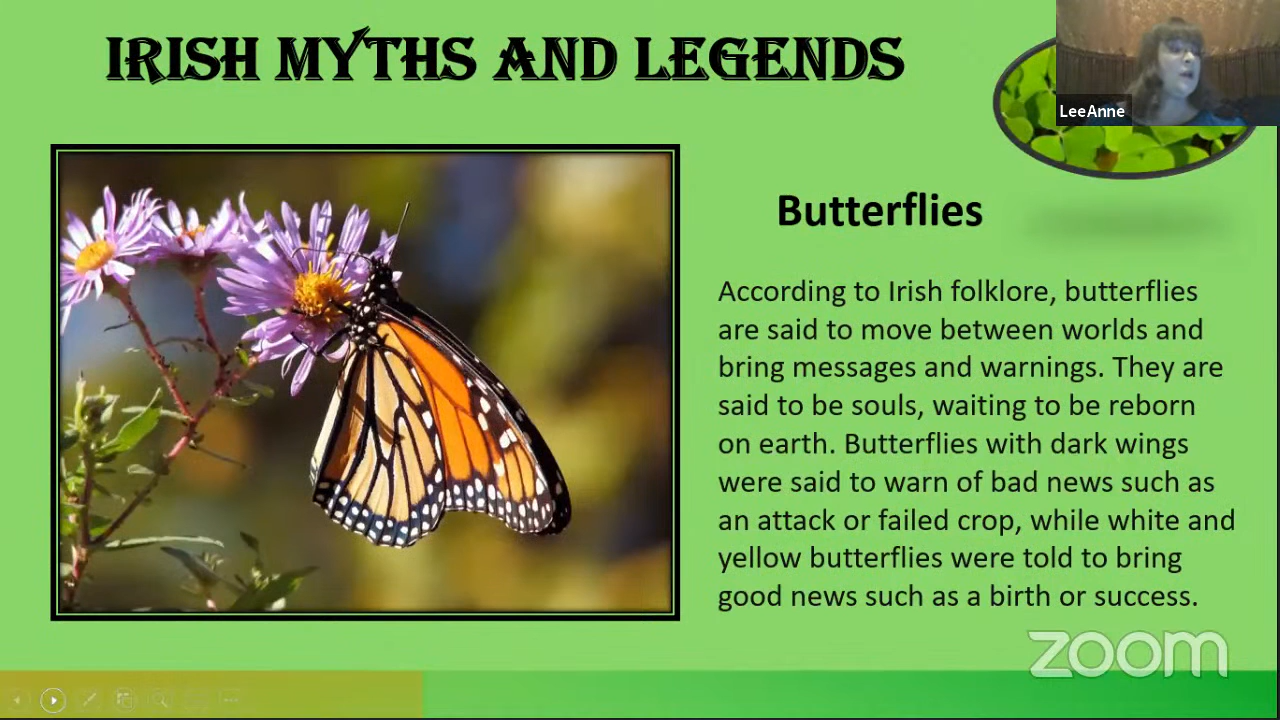 IRISH MYTHS AND LEGENDS
LeeAnne
Butterflies
According to Irish folklore, butterflies
are said to move between worlds and
bring messages and warnings. They are
said to be souls, waiting to be reborn
on earth. Butterflies with dark wings
were said to warn of bad news such as
an attack or failed crop, while white and
yellow butterflies were told to bring
good news such as a birth or success.
zoom